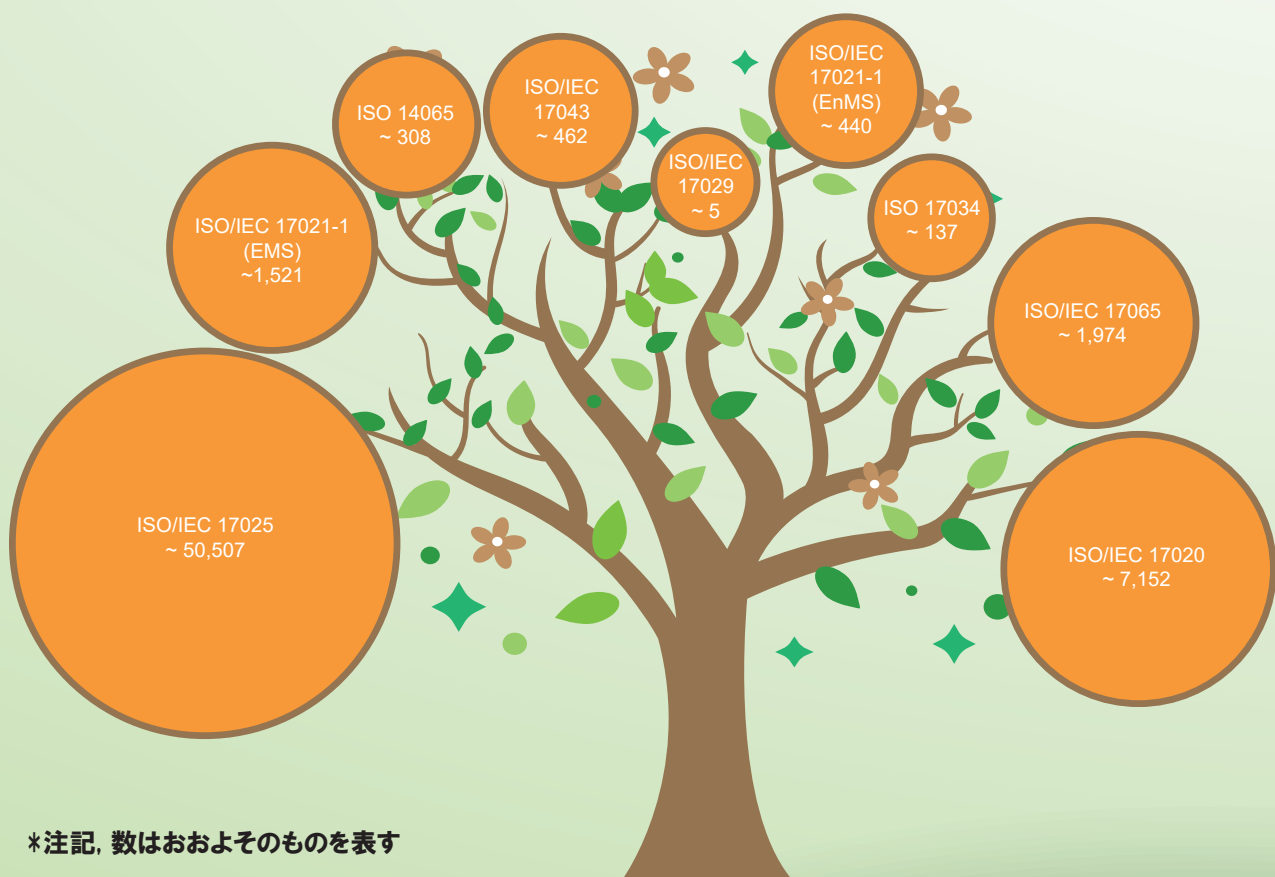 ISO 14065
~ 308
ISO/IEC
17043
~ 462
ISO/IEC
17029
~ 5
ISO/IEC
17021-1
(EnMS)
~ 440
ISO 17034
~ 137
ISO/IEC 17021-1
(EMS)
~1,521
ISO/IEC 17065
~ 1,974
ISO/IEC 17025
~ 50,507
ISO/IEC 17020
~ 7,152
*注記, 数はおおよそのものを表す